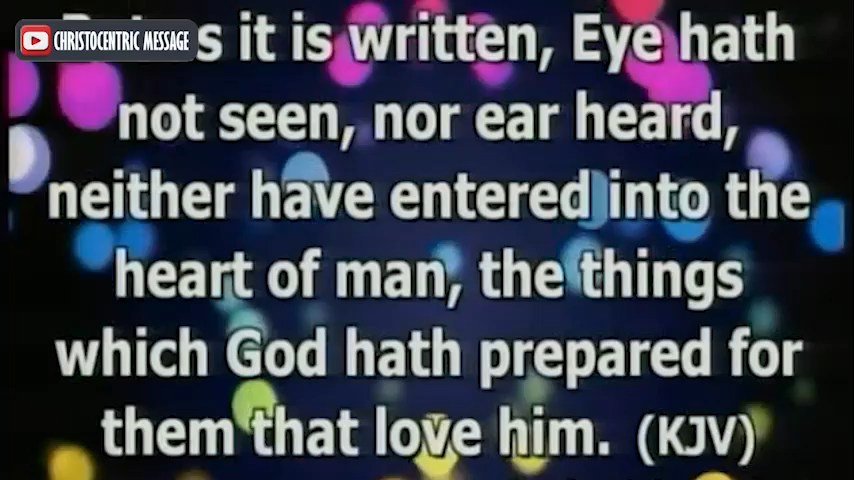 CHRISTOCENTRIC MESSAGE
s it is written, Eye hath
not seen, nor ear heard,
neither have entered into the
heart of man, the things
which God hath prepared for
them that love him. (KJV)